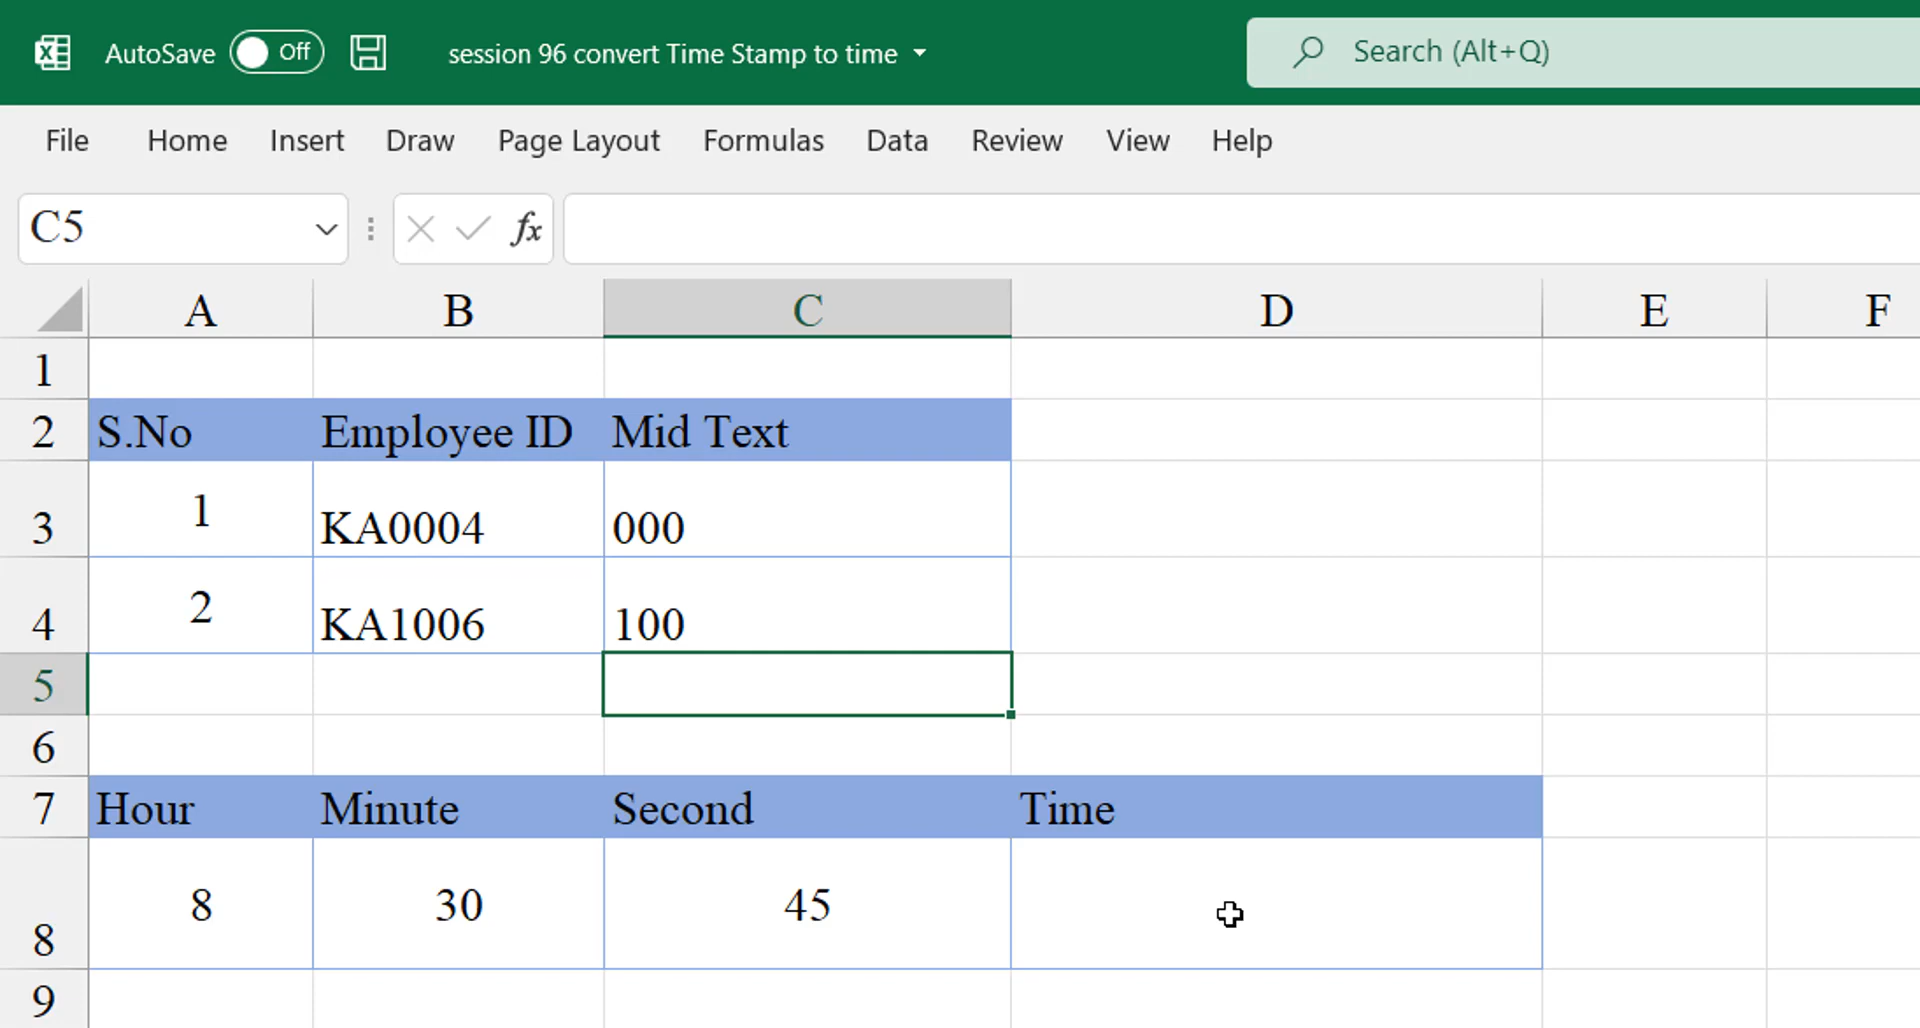 AutoSave Off session 96 convert Time Stamp to time Search (Alt+Q)
File Home Insert Draw Page Layout Formulas Data Review View Help
C5 fx
A B C D E F
1
2 S.No Employee ID Mid Text
3 1 KA0004 000
4 2 KA1006 100
5
6
7 Hour Minute Second Time
8 8 30 45
9